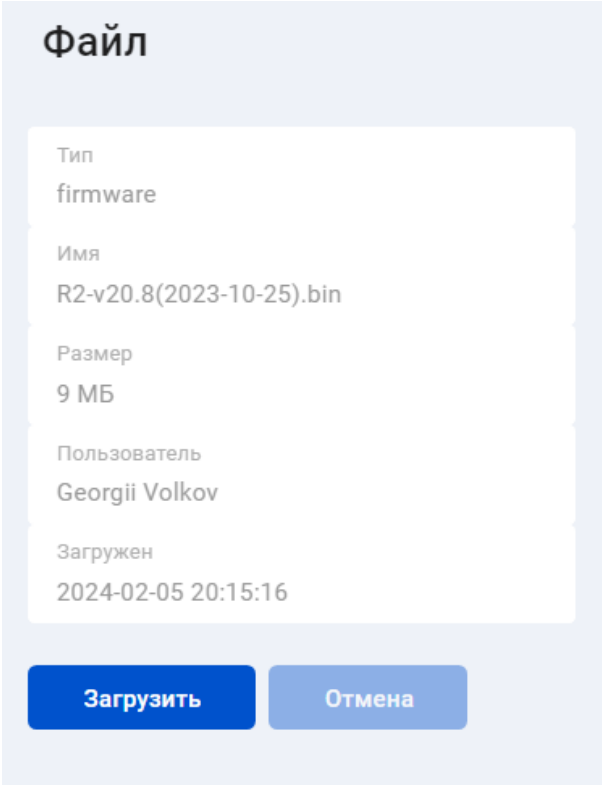 Файл
Тип
firmware
Имя
R2-v20.8(2023-10-25).bin
Размер
9 МБ
Пользователь
Georgii Volkov
Загружен
2024-02-05 20:15:16
Загрузить
Отмена